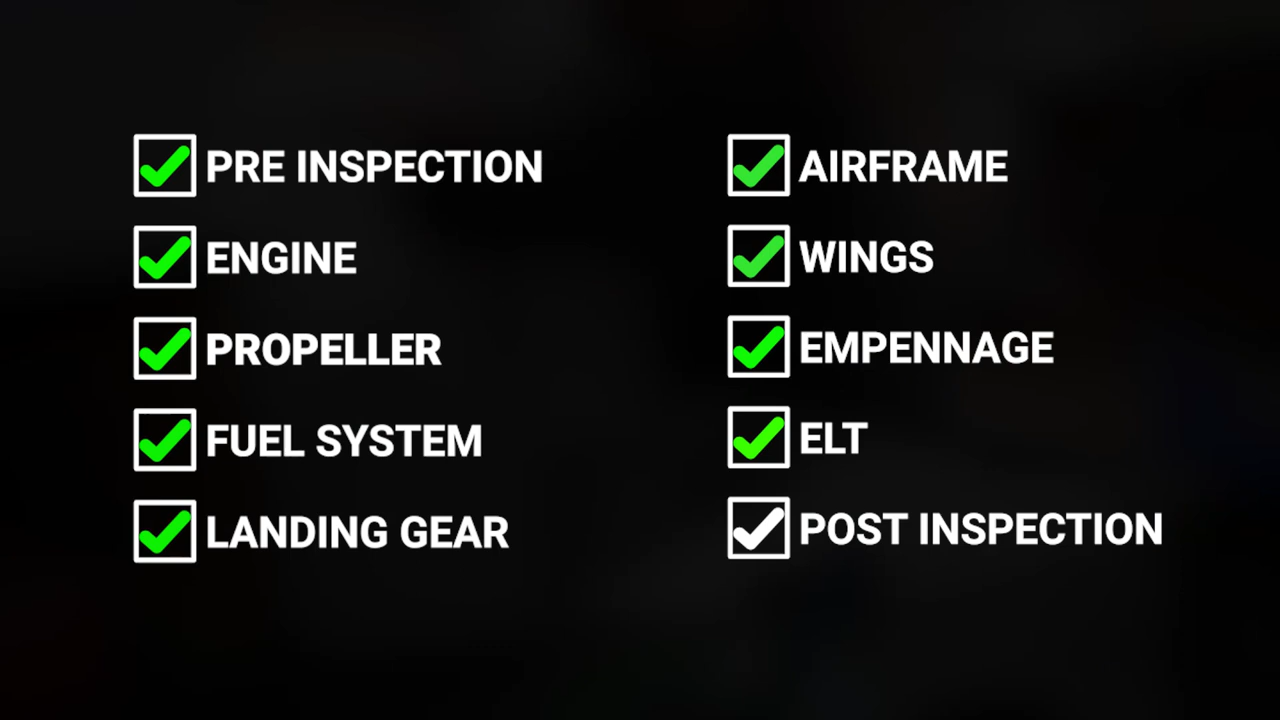 PRE INSPECTION
ENGINE
PROPELLER
FUEL SYSTEM
LANDING GEAR
AIRFRAME
WINGS
EMPENNAGE
ELT
POST INSPECTION